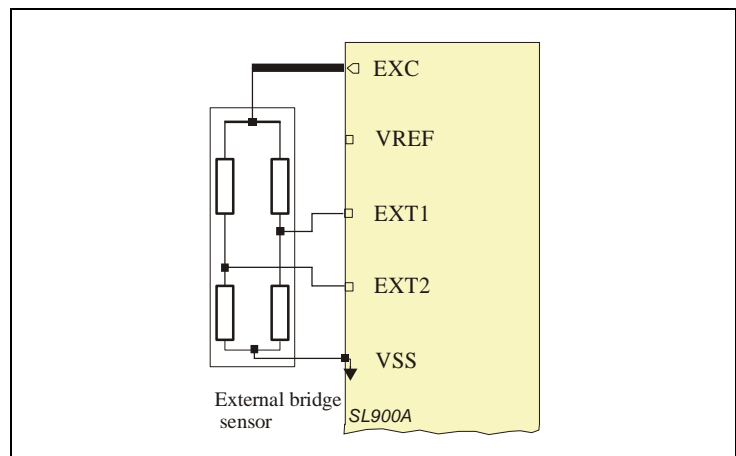 EXC
VREF
EXT1
EXT2
VSS
External bridge
sensor
SL900A